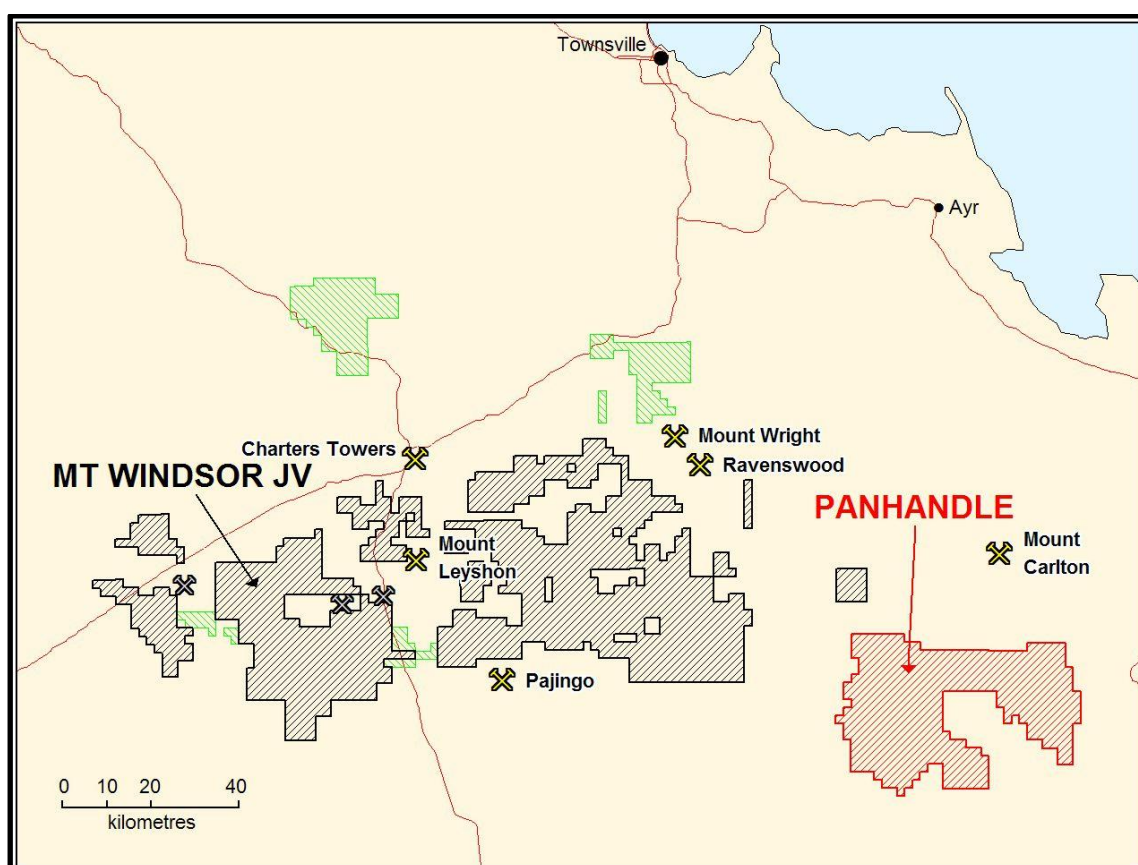 Townsville
Ayr
Charters Towers
Mount Wright
Ravenswood
MT WINDSOR JV
PANHANDLE
Mount
Leyshon
Mount
Carlton
Pajingo
0 10 20 40
kilometres